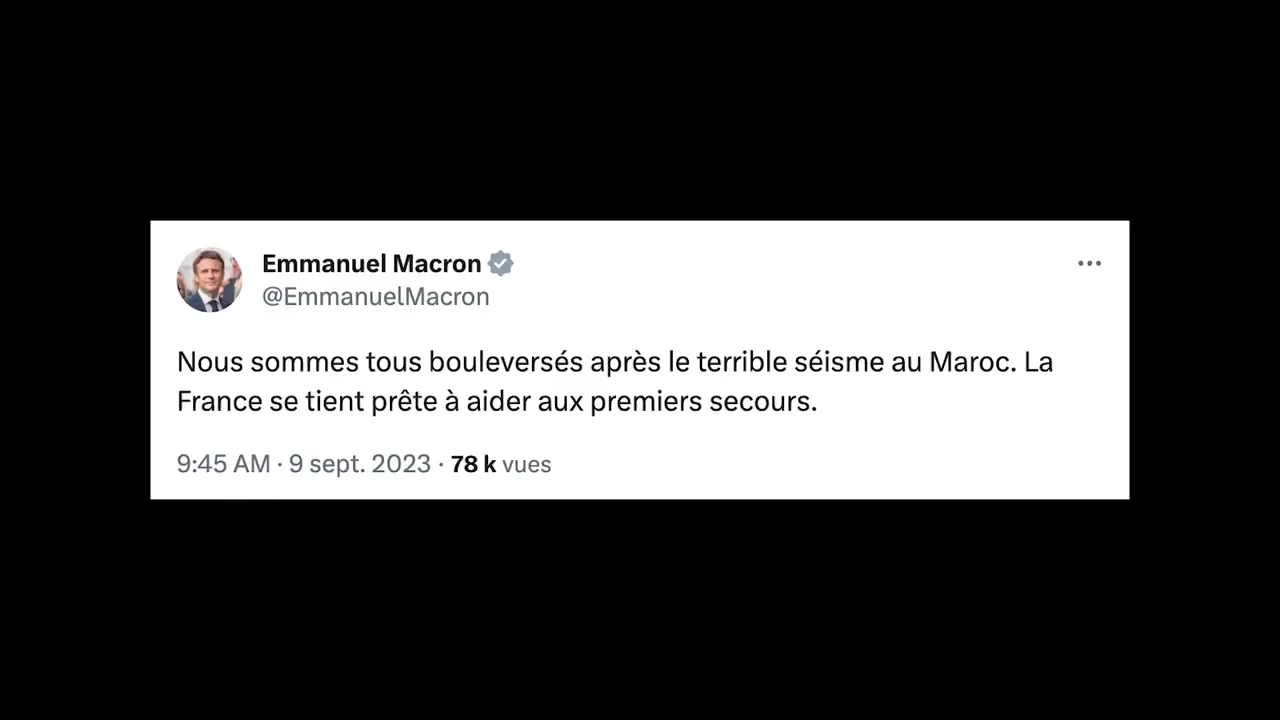 Emmanuel Macron
@EmmanuelMacron
Nous sommes tous bouleversés après le terrible séisme au Maroc. La
France se tient prête à aider aux premiers secours.
9:45 AM · 9 sept. 2023 · 78 k vues